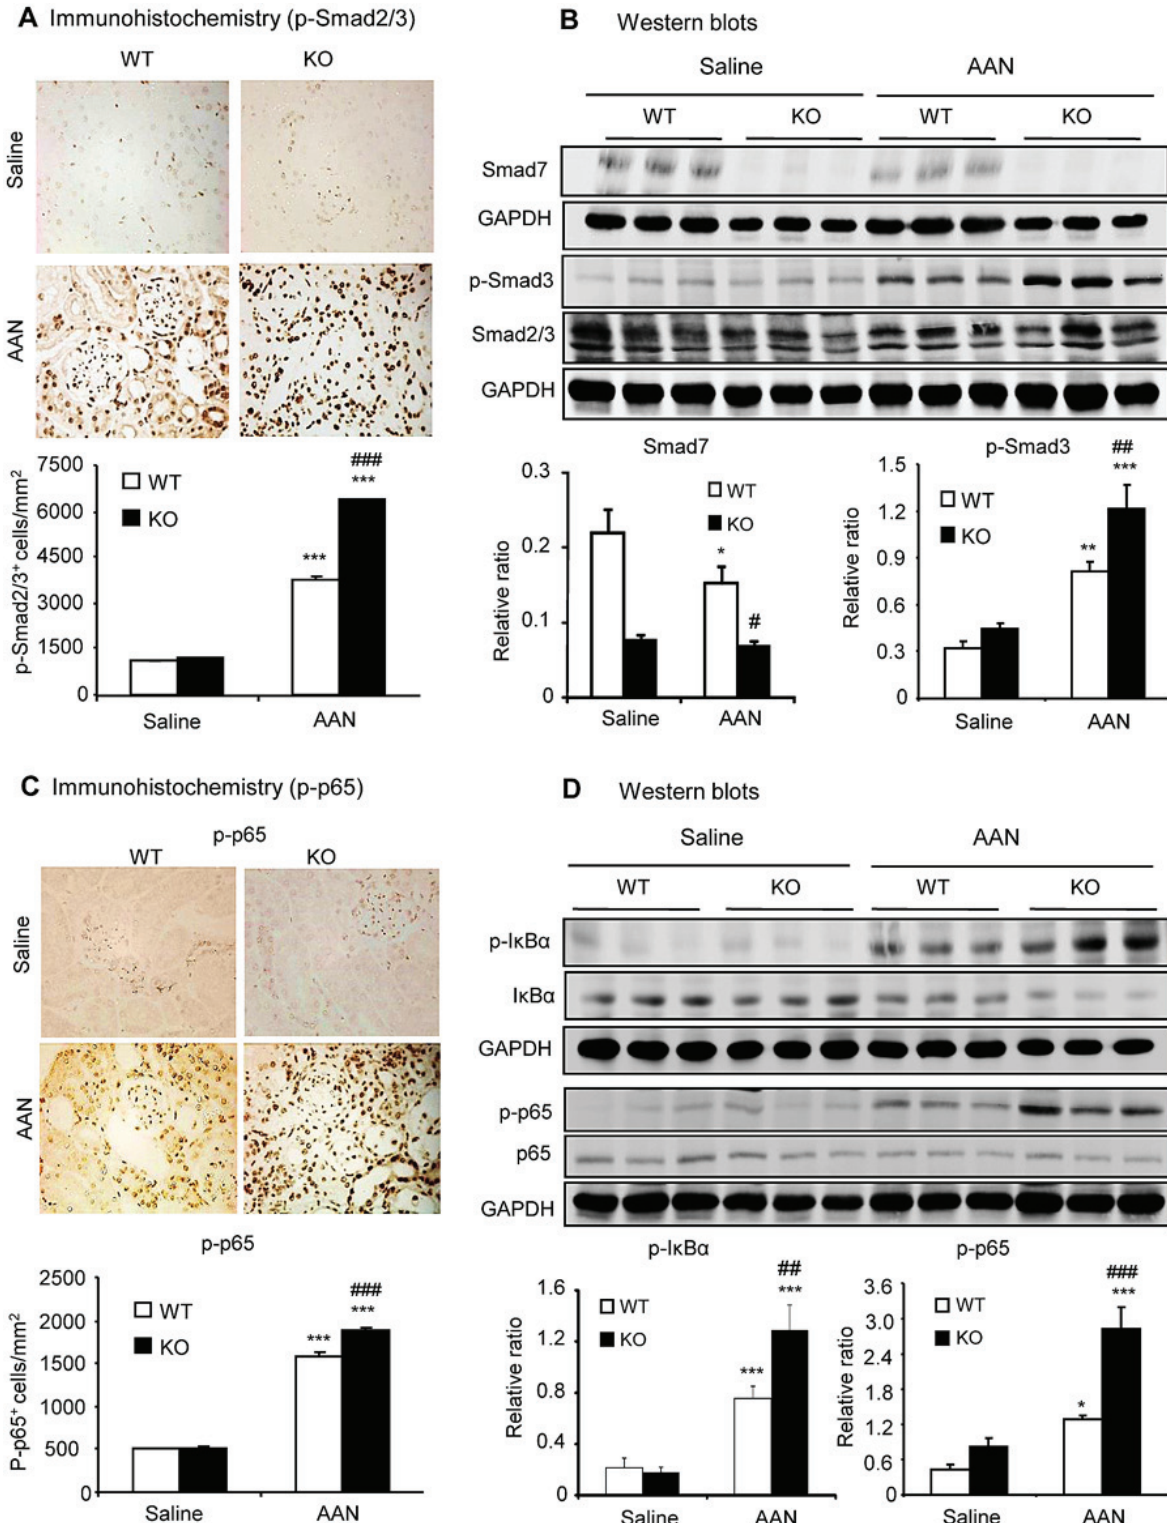 A Immunohistochemistry (p-Smad2/3)
WT KO
Saline
AAN
7500
6000
4500
3000
1500
0
p-Smad2/3⁺ cells/mm²
WT
KO
***
###
***
Saline AAN
B Western blots
Saline AAN
WT KO WT KO
Smad7
GAPDH
p-Smad3
Smad2/3
GAPDH
Smad7
0.3
0.2
0.1
0
Relative ratio
WT
KO
*
#
Saline AAN
p-Smad3
1.5
1.2
0.9
0.6
0.3
0
Relative ratio
WT
KO
**
##
***
Saline AAN
C Immunohistochemistry (p-p65)
p-p65
WT KO
Saline
AAN
p-p65
2500
2000
1500
1000
500
0
P-p65⁺ cells/mm²
WT
KO
***
###
***
Saline AAN
D Western blots
Saline AAN
WT KO WT KO
p-IκBα
IκBα
GAPDH
p-p65
p65
GAPDH
p-IκBα
1.6
1.2
0.8
0.4
0
Relative ratio
WT
KO
***
##
***
Saline AAN
p-p65
3.6
3.0
2.4
1.8
1.2
0.6
0
Relative ratio
WT
KO
*
###
***
Saline AAN